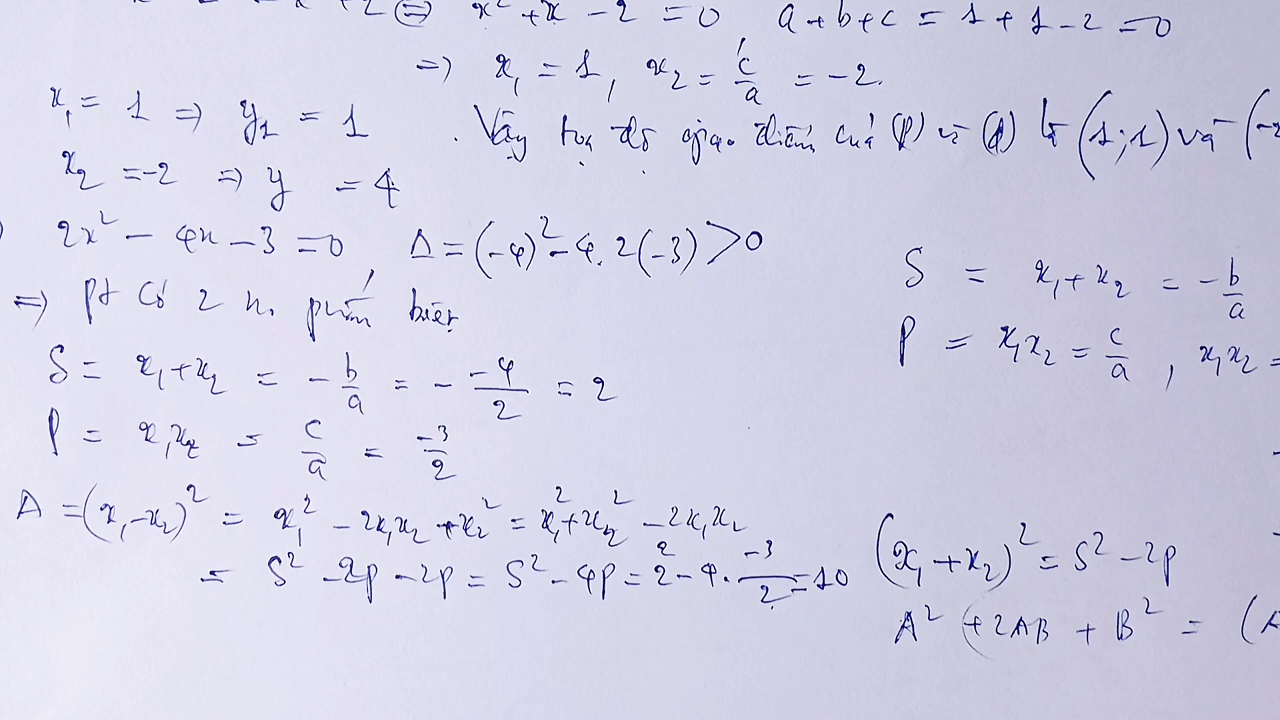 x² + x - 2 = 0 a + b + c = 1 + 1 - 2 = 0
=> x₁ = 1, x₂ = c/a = -2.
x₁ = 1 => y₁ = 1 . Vậy tọa độ giao điểm của (P) và (d) là (1;1) và (-2
x₂ = -2 => y = 4
2x² - 4x - 3 = 0 Δ = (-4)² - 4.2(-3) > 0
=> pt có 2 n. phân biệt
S = x₁ + x₂ = -b/a = - -4/2 = 2
P = x₁x₂ = c/a = -3/2
A = (x₁ - x₂)² = x₁² - 2x₁x₂ + x₂² = x₁² + x₂² - 2x₁x₂
= S² - 2P - 2P = S² - 4P = 2² - 4 . -3/2 = 10
S = x₁ + x₂ = -b/a
P = x₁x₂ = c/a , x₁x₂ =
(x₁ + x₂)² = S² - 2P
A² + 2AB + B² = (A